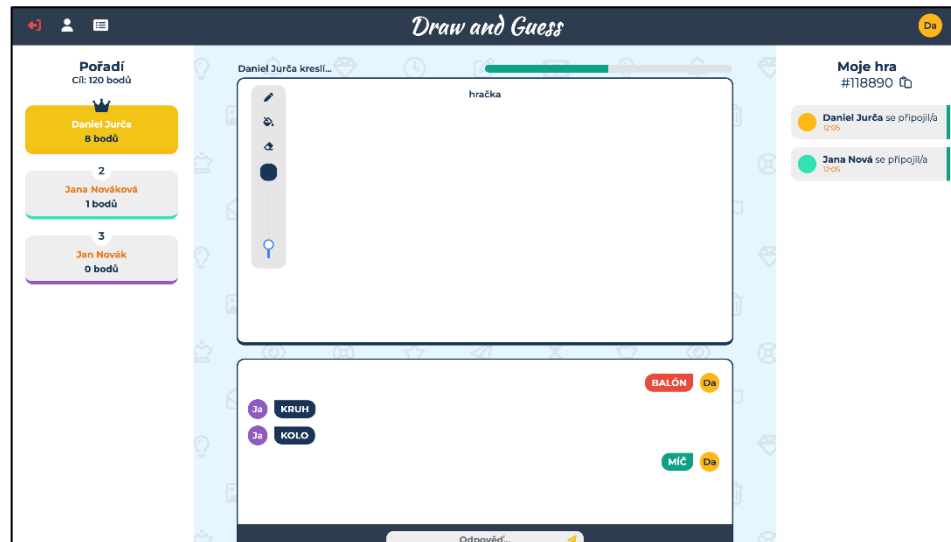 Draw and Guess
Da
Pořadí
Cíl: 120 bodů
Daniel Jurča
8 bodů
2
Jana Nováková
1 bodů
3
Jan Novák
0 bodů
Daniel Jurča kreslí...
hračka
BALÓN Da
Ja KRUH
Ja KOLO
MÍČ Da
Odpověď...
Moje hra
#118890
Daniel Jurča se připojil/a
12:05
Jana Nová se připojil/a
12:05